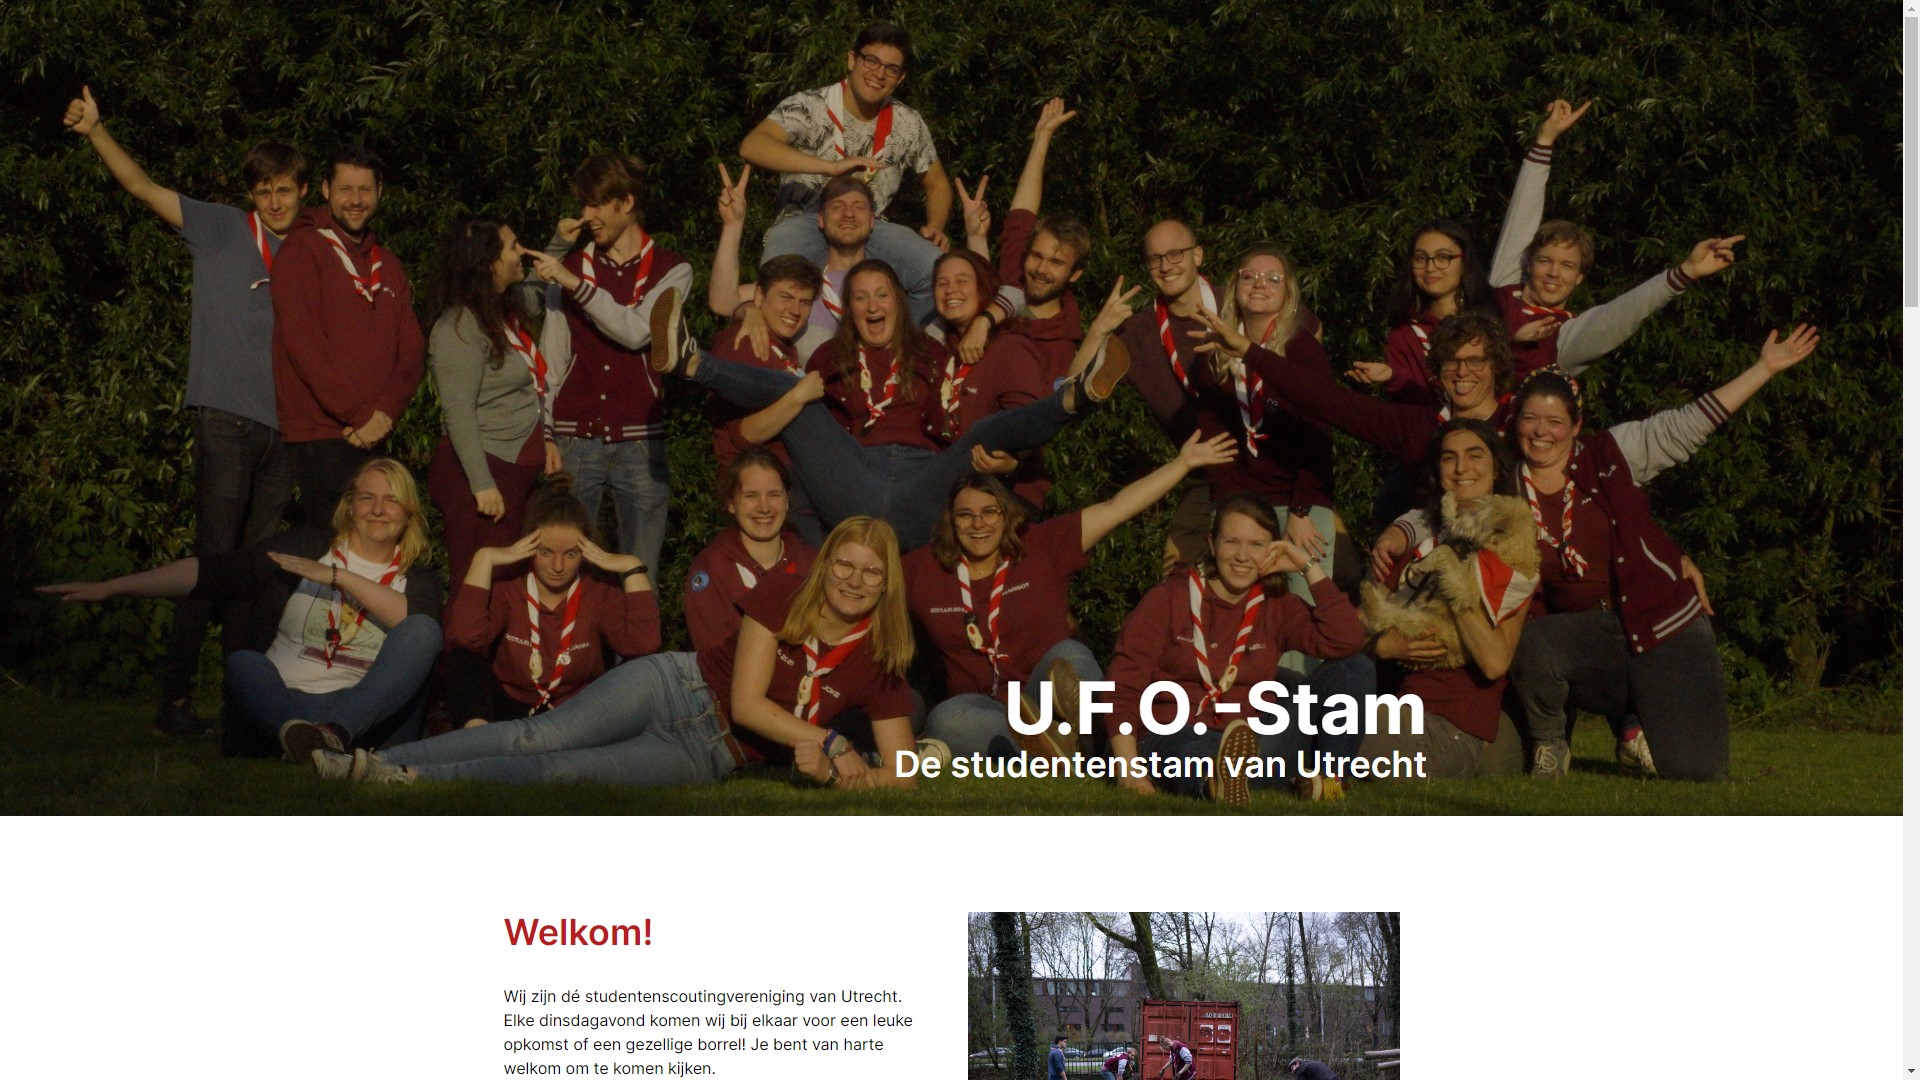 U.F.O.-Stam
De studentenstam van Utrecht
Welkom!
Wij zijn dé studentenscoutingvereniging van Utrecht.
Elke dinsdagavond komen wij bij elkaar voor een leuke
opkomst of een gezellige borrel! Je bent van harte
welkom om te komen kijken.